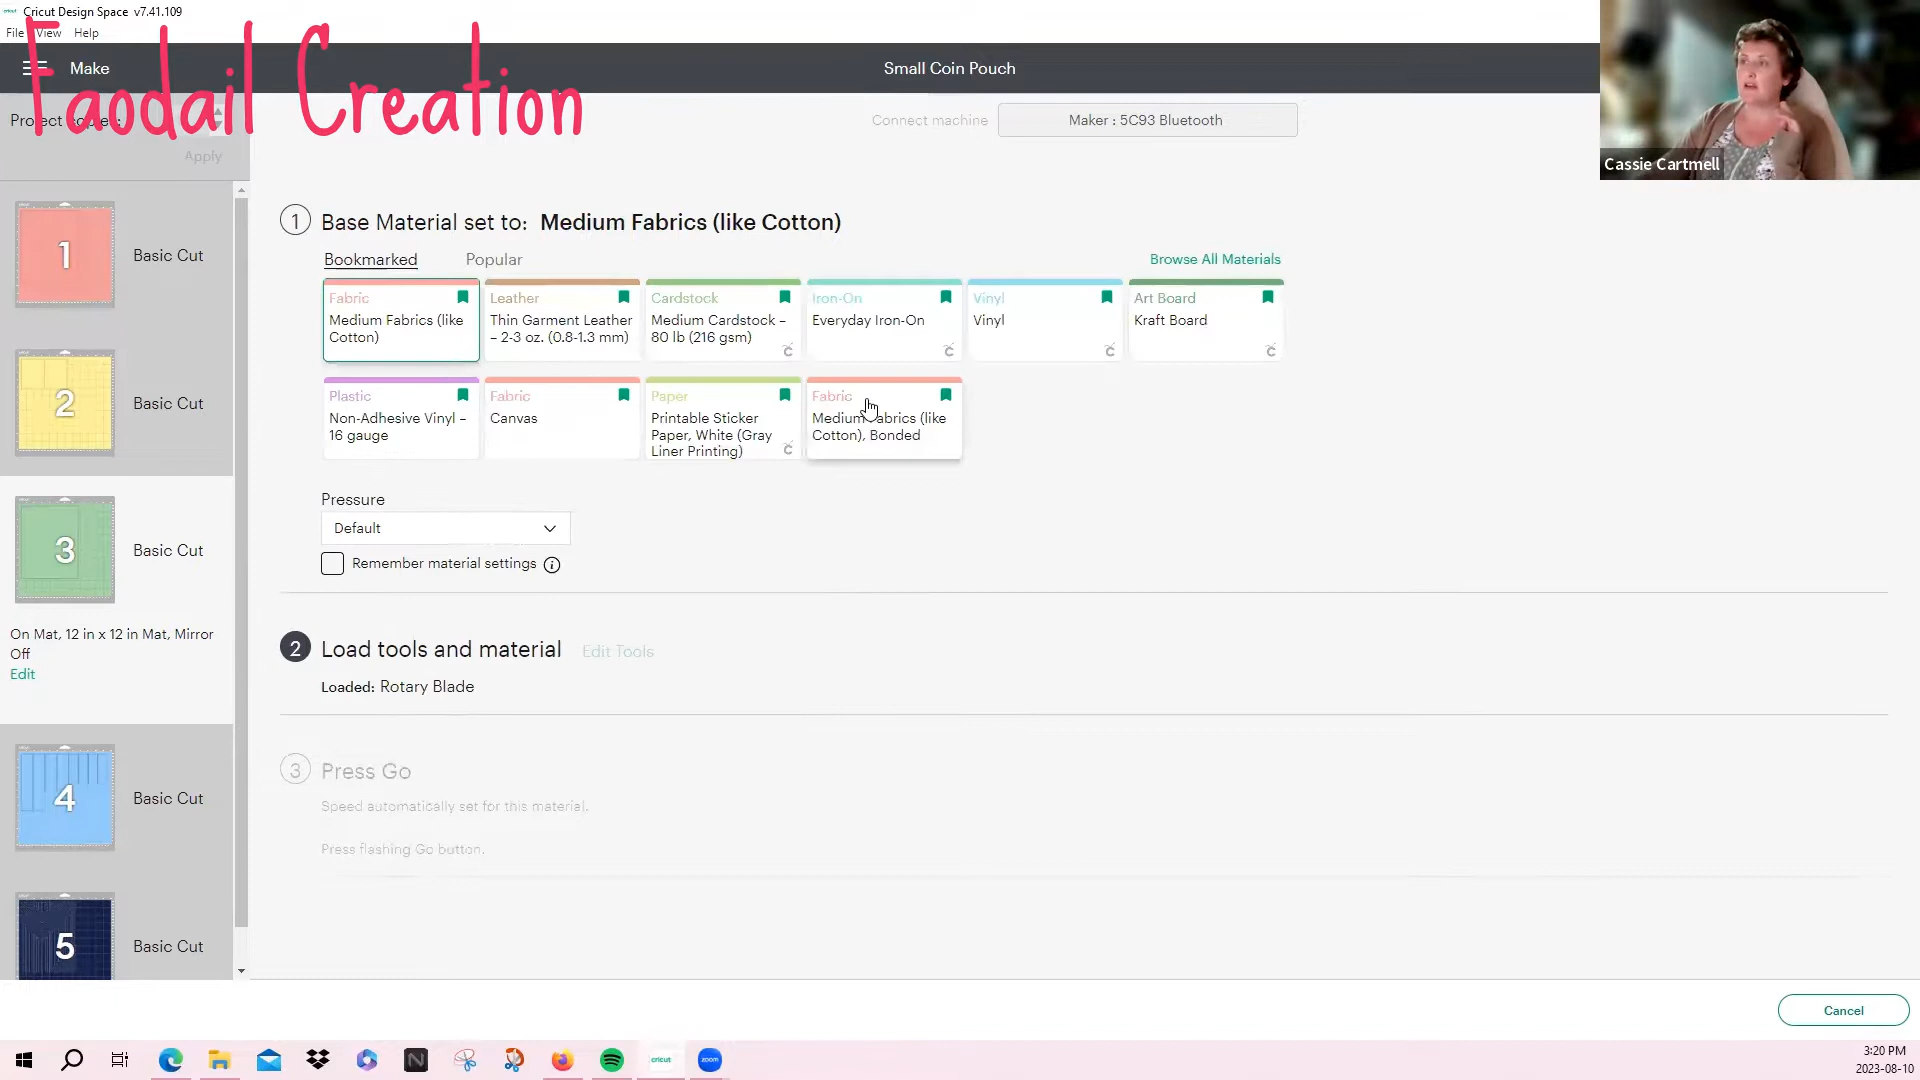 Cricut Design Space v7.41.109
File View Help
Faodail Creation
Make
Small Coin Pouch
Project copies:
Apply
Connect machine
Maker : 5C93 Bluetooth
Cassie Cartmell
1 Basic Cut
2 Basic Cut
3 Basic Cut
On Mat, 12 in x 12 in Mat, Mirror
Off
Edit
4 Basic Cut
5 Basic Cut
1 Base Material set to: Medium Fabrics (like Cotton)
Bookmarked Popular Browse All Materials
Fabric
Medium Fabrics (like
Cotton)
Leather
Thin Garment Leather
– 2-3 oz. (0.8-1.3 mm)
Cardstock
Medium Cardstock –
80 lb (216 gsm)
Iron-On
Everyday Iron-On
Vinyl
Vinyl
Art Board
Kraft Board
Plastic
Non-Adhesive Vinyl –
16 gauge
Fabric
Canvas
Paper
Printable Sticker
Paper, White (Gray
Liner Printing)
Fabric
Medium Fabrics (like
Cotton), Bonded
Pressure
Default
Remember material settings
2 Load tools and material Edit Tools
Loaded: Rotary Blade
3 Press Go
Speed automatically set for this material.
Press flashing Go button.
Cancel
cricut
zoom
3:20 PM
2023-08-10